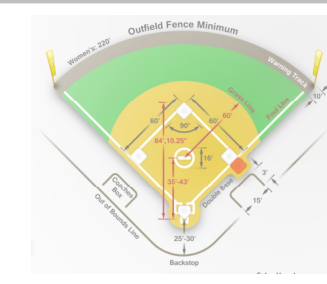 Outfield Fence Minimum
Women's: 220'
Warning Track
Grass Line
Foul Line
10'
60'
60'
60'
90°
84',10.25"
16'
35'-43'
3'
Coaches
Box
Double Base
15'
Out of Bounds Line
25'-30'
Backstop